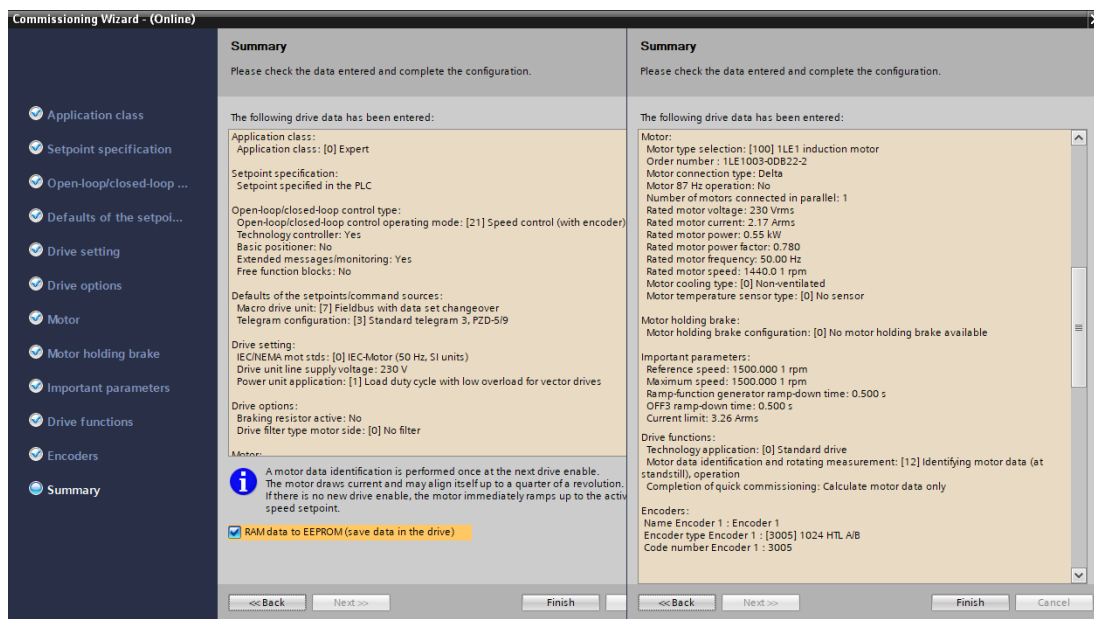 Commissioning Wizard - (Online)
Application class
Setpoint specification
Open-loop/closed-loop ...
Defaults of the setpoi...
Drive setting
Drive options
Motor
Motor holding brake
Important parameters
Drive functions
Encoders
Summary
Summary
Please check the data entered and complete the configuration.
The following drive data has been entered:
Application class:
Application class: [0] Expert
Setpoint specification:
Setpoint specified in the PLC
Open-loop/closed-loop control type:
Open-loop/closed-loop control operating mode: [21] Speed control (with encoder)
Technology controller: Yes
Basic positioner: No
Extended messages/monitoring: Yes
Free function blocks: No
Defaults of the setpoints/command sources:
Macro drive unit: [7] Fieldbus with data set changeover
Telegram configuration: [3] Standard telegram 3, PZD-5/9
Drive setting:
IEC/NEMA mot stds: [0] IEC-Motor (50 Hz, SI units)
Drive unit line supply voltage: 230 V
Power unit application: [1] Load duty cycle with low overload for vector drives
Drive options:
Braking resistor active: No
Drive filter type motor side: [0] No filter
Motor:
A motor data identification is performed once at the next drive enable.
The motor draws current and may align itself up to a quarter of a revolution.
If there is no new drive enable, the motor immediately ramps up to the activ
speed setpoint.
RAM data to EEPROM (save data in the drive)
<< Back
Next >>
Finish
Summary
Please check the data entered and complete the configuration.
The following drive data has been entered:
Motor:
Motor type selection: [100] 1LE1 induction motor
Order number : 1LE1003-0DB22-2
Motor connection type: Delta
Motor 87 Hz operation: No
Number of motors connected in parallel: 1
Rated motor voltage: 230 Vrms
Rated motor current: 2.17 Arms
Rated motor power: 0.55 kW
Rated motor power factor: 0.780
Rated motor frequency: 50.00 Hz
Rated motor speed: 1440.0 1 rpm
Motor cooling type: [0] Non-ventilated
Motor temperature sensor type: [0] No sensor
Motor holding brake:
Motor holding brake configuration: [0] No motor holding brake available
Important parameters:
Reference speed: 1500.000 1 rpm
Maximum speed: 1500.000 1 rpm
Ramp-function generator ramp-down time: 0.500 s
OFF3 ramp-down time: 0.500 s
Current limit: 3.26 Arms
Drive functions:
Technology application: [0] Standard drive
Motor data identification and rotating measurement: [12] Identifying motor data (at
standstill), operation
Completion of quick commissioning: Calculate motor data only
Encoders:
Name Encoder 1 : Encoder 1
Encoder type Encoder 1 : [3005] 1024 HTL A/B
Code number Encoder 1 : 3005
<< Back
Next >>
Finish
Cancel